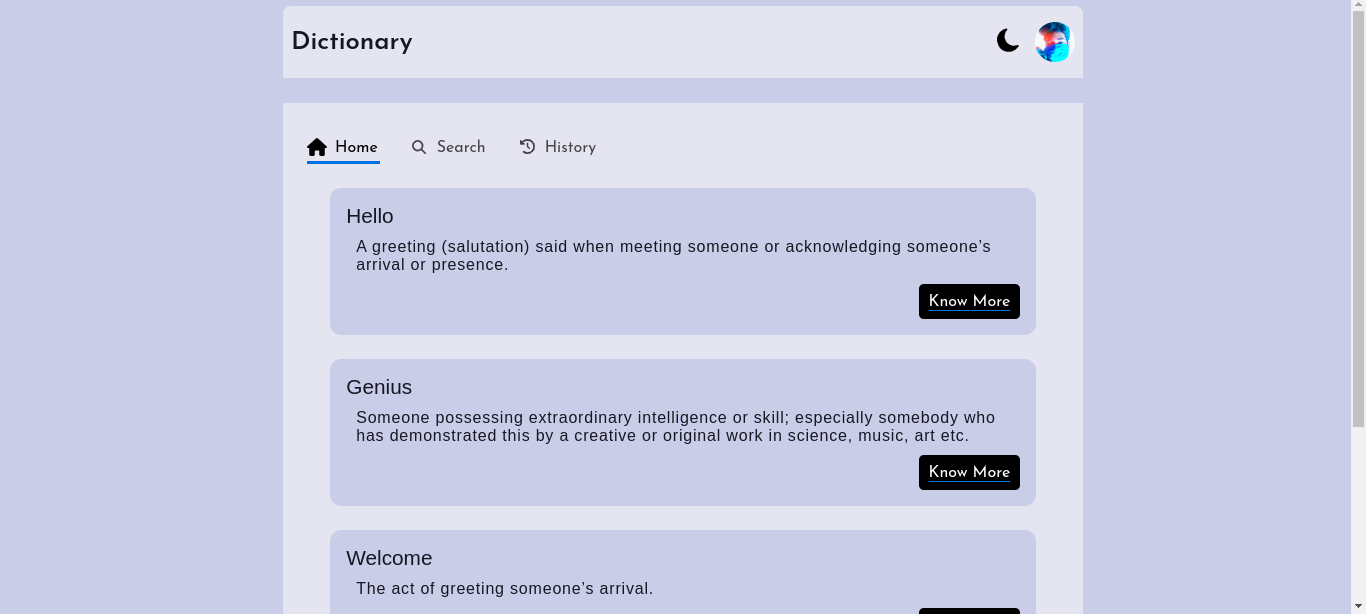 Dictionary
Home Search History
Hello
A greeting (salutation) said when meeting someone or acknowledging someone’s
arrival or presence.
Know More
Genius
Someone possessing extraordinary intelligence or skill; especially somebody who
has demonstrated this by a creative or original work in science, music, art etc.
Know More
Welcome
The act of greeting someone’s arrival.